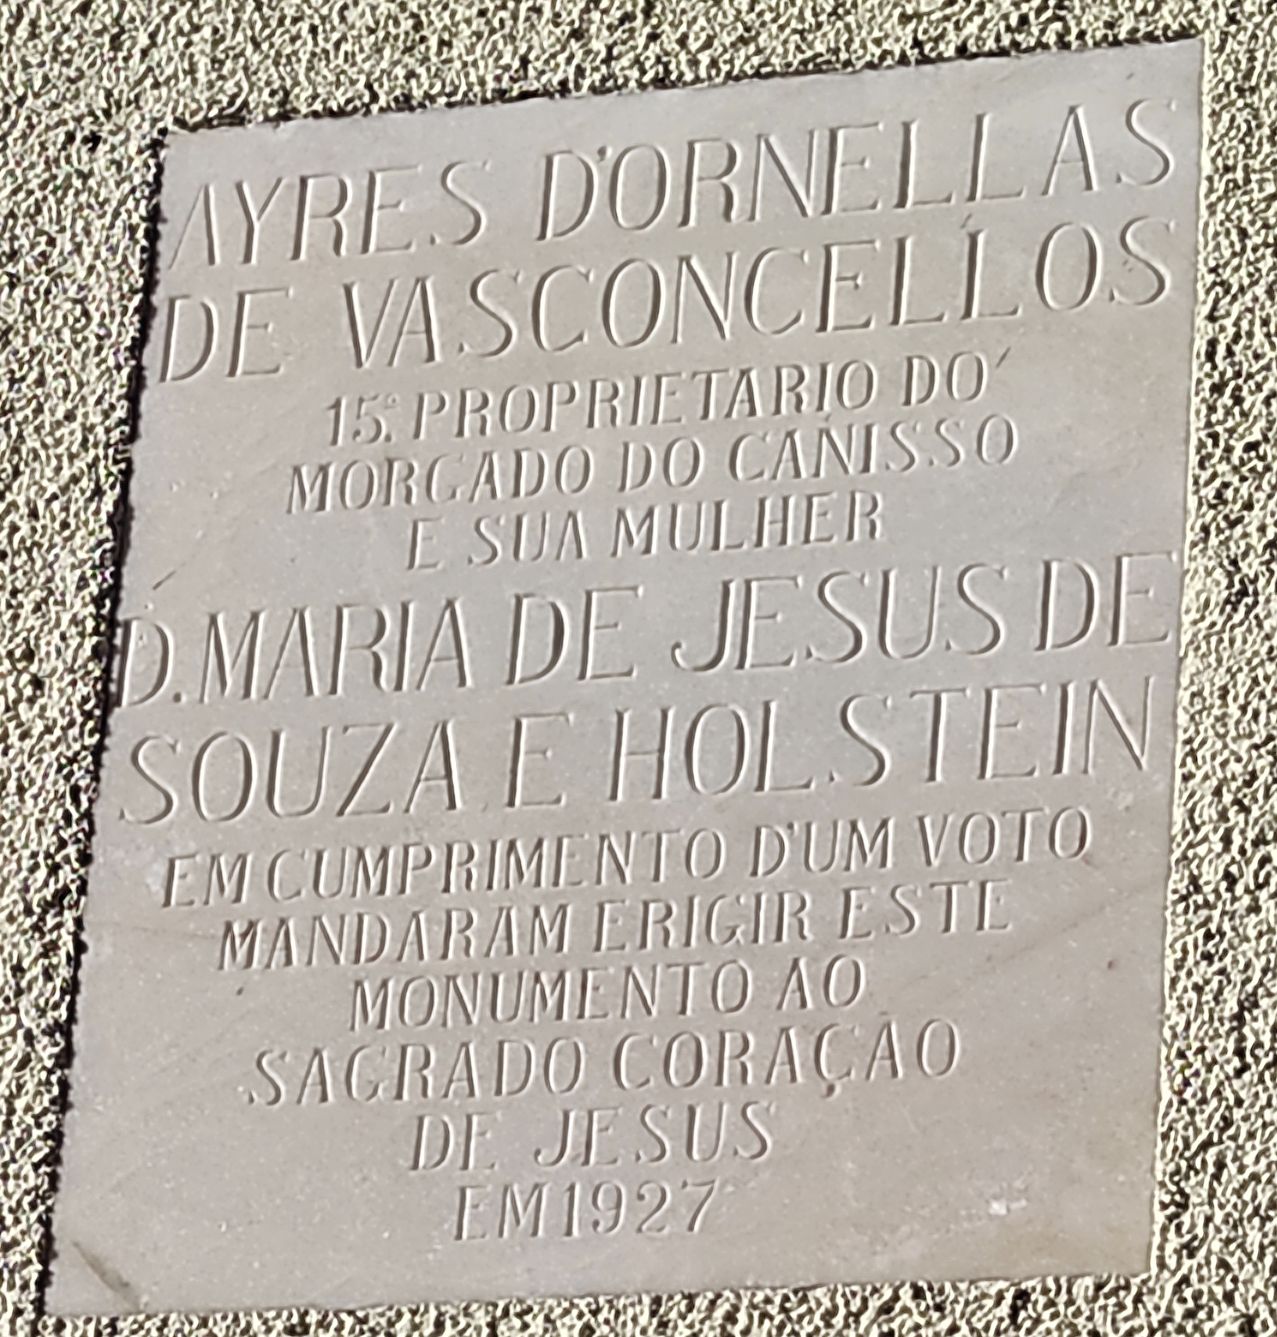 AYRES D'ORNELLAS
DE VASCONCELLOS
15º. PROPRIETARIO DO
MORGADO DO CANISSO
E SUA MULHER
D. MARIA DE JESUS DE
SOUZA E HOLSTEIN
EM CUMPRIMENTO D'UM VOTO
MANDARAM ERIGIR ESTE
MONUMENTO AO
SAGRADO CORAÇAO
DE JESUS
EM 1927